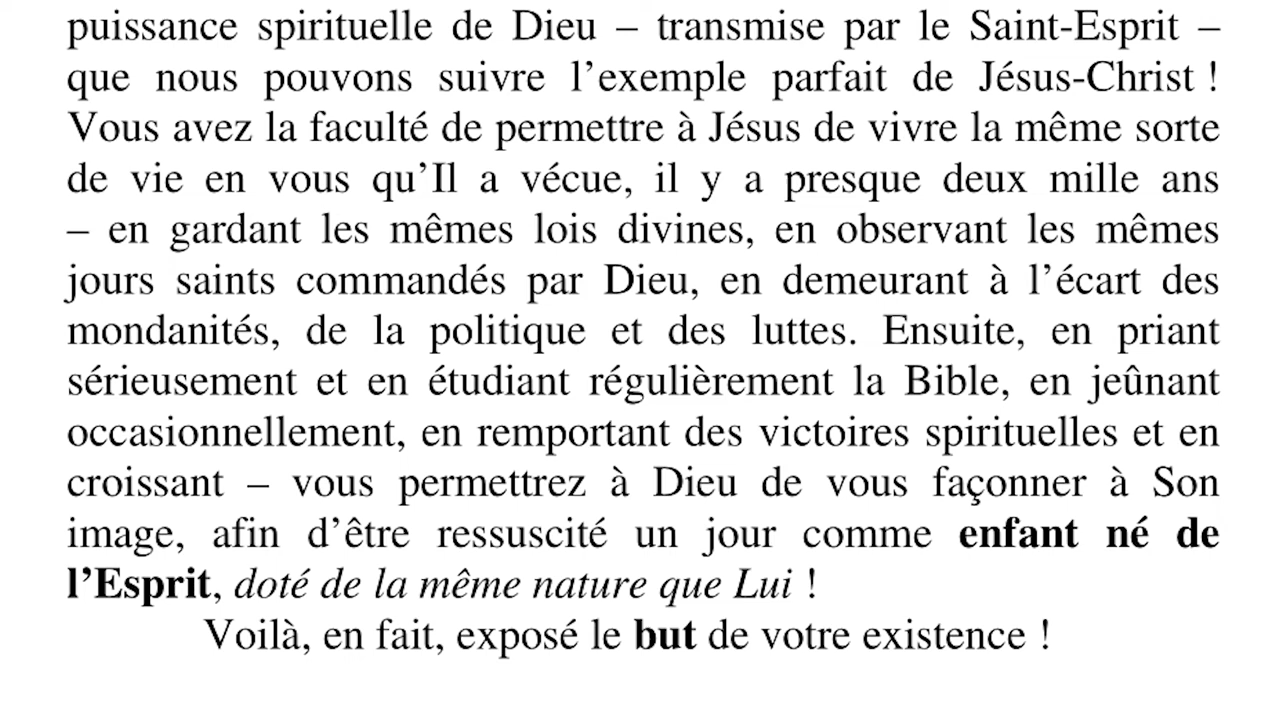 puissance spirituelle de Dieu – transmise par le Saint-Esprit –
que nous pouvons suivre l’exemple parfait de Jésus-Christ !
Vous avez la faculté de permettre à Jésus de vivre la même sorte
de vie en vous qu’Il a vécue, il y a presque deux mille ans
– en gardant les mêmes lois divines, en observant les mêmes
jours saints commandés par Dieu, en demeurant à l’écart des
mondanités, de la politique et des luttes. Ensuite, en priant
sérieusement et en étudiant régulièrement la Bible, en jeûnant
occasionnellement, en remportant des victoires spirituelles et en
croissant – vous permettrez à Dieu de vous façonner à Son
image, afin d’être ressuscité un jour comme enfant né de
l’Esprit, doté de la même nature que Lui !
Voilà, en fait, exposé le but de votre existence !